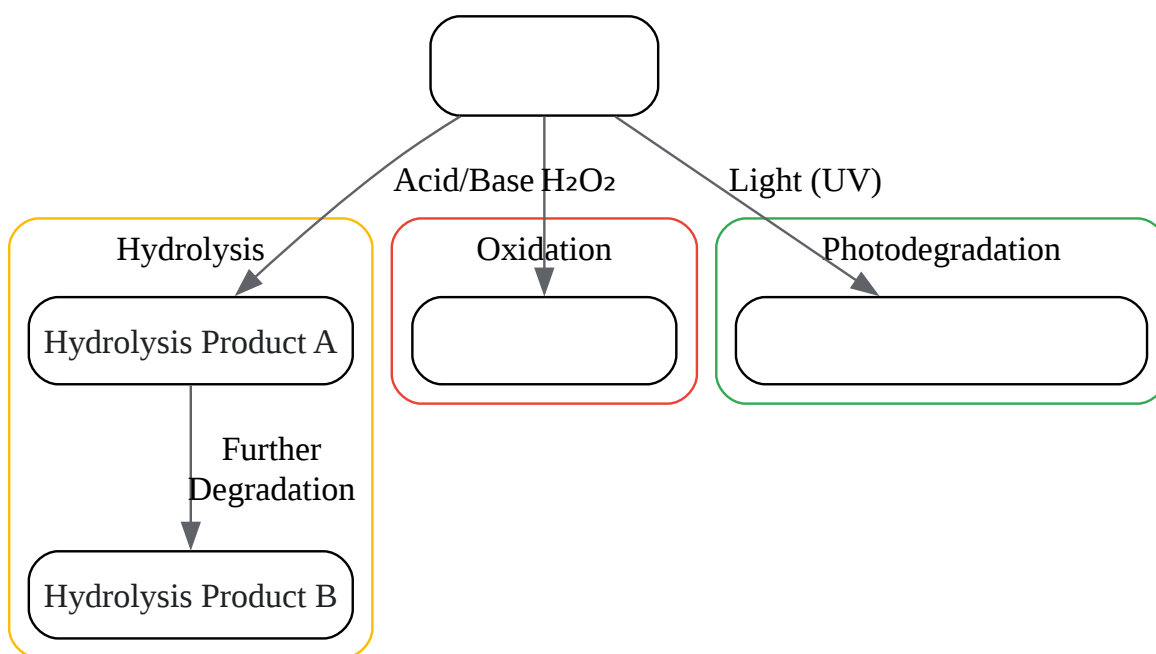 Acid/Base
H₂O₂
Light (UV)
Hydrolysis
Oxidation
Photodegradation
Hydrolysis Product A
Further
Degradation
Hydrolysis Product B